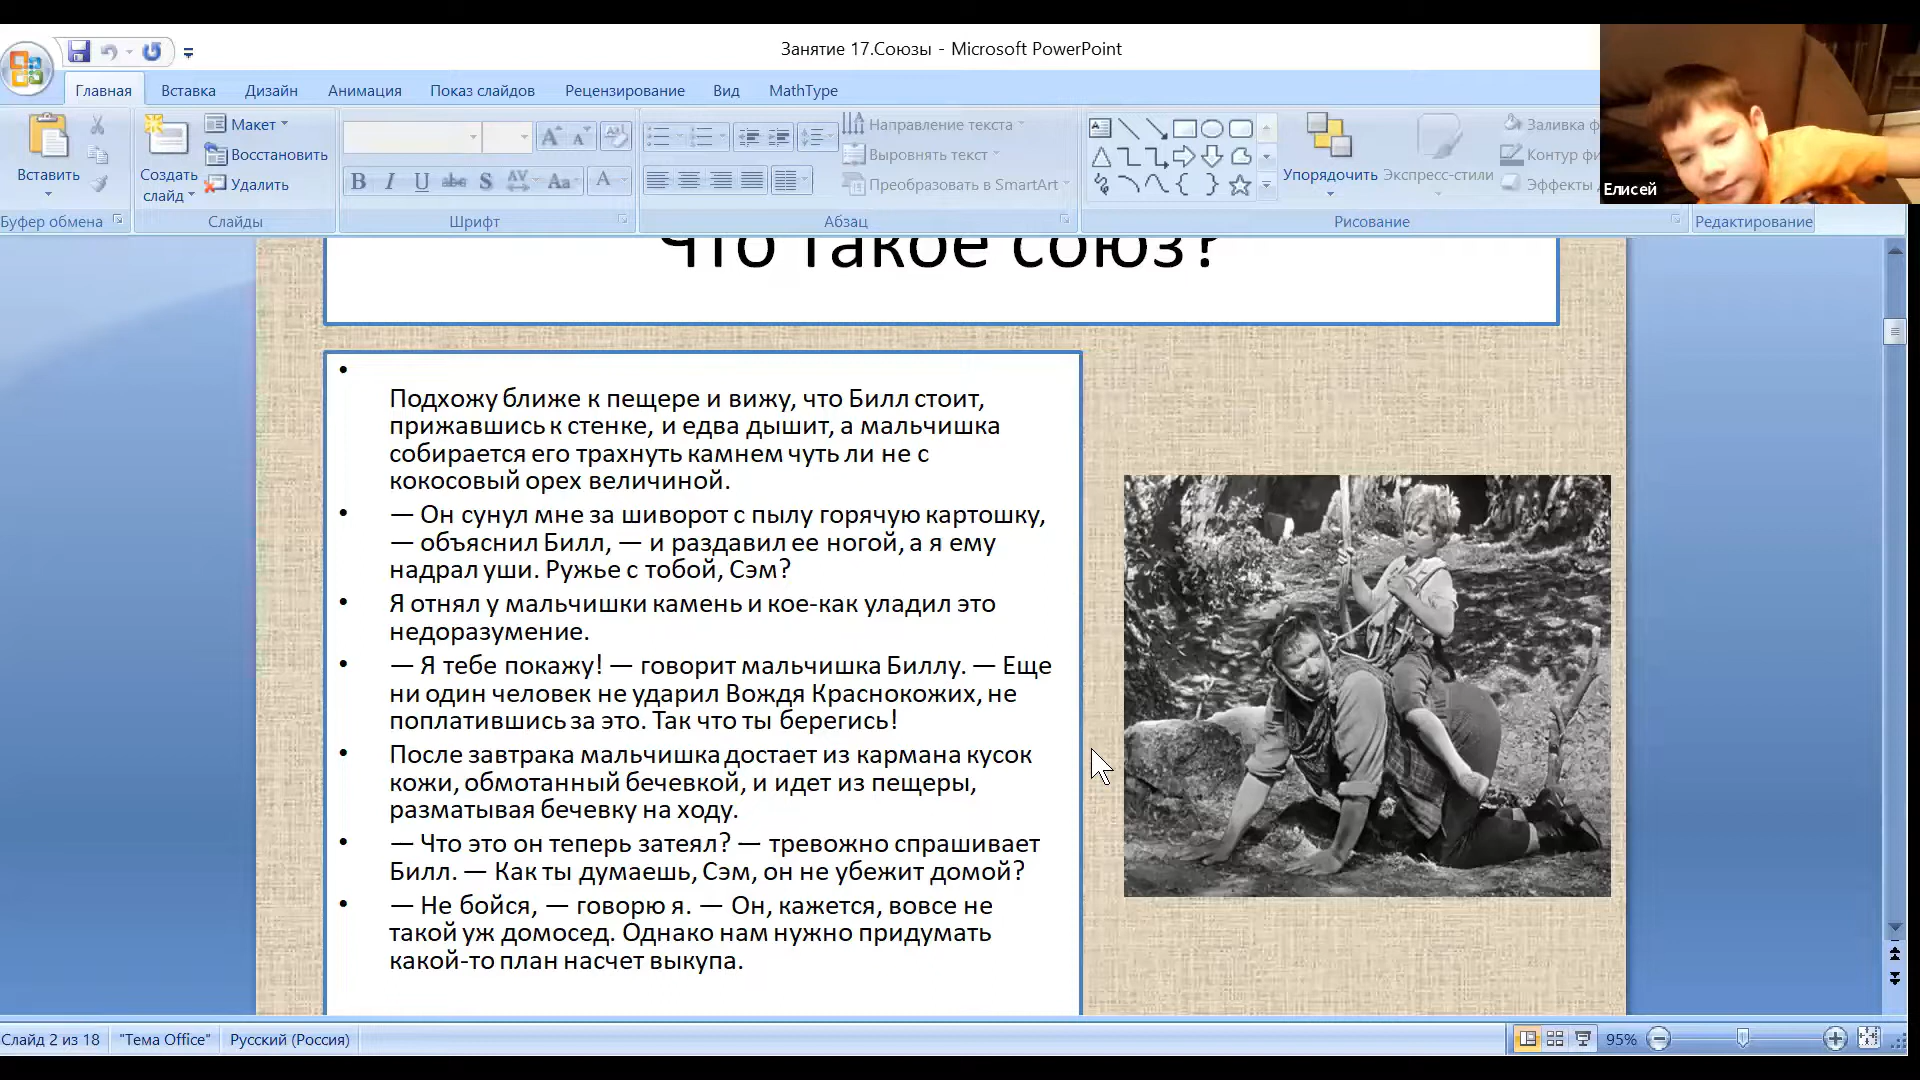 Занятие 17.Союзы - Microsoft PowerPoint
Главная Вставка Дизайн Анимация Показ слайдов Рецензирование Вид MathType
Вставить
Буфер обмена
Создать слайд
Макет
Восстановить
Удалить
Слайды
Шрифт
Направление текста
Выровнять текст
Преобразовать в SmartArt
Абзац
Упорядочить
Экспресс-стили
Заливка ф
Контур фи
Эффекты
Рисование
Редактирование
Елисей
Что такое союз?
Подхожу ближе к пещере и вижу, что Билл стоит,
прижавшись к стенке, и едва дышит, а мальчишка
собирается его трахнуть камнем чуть ли не с
кокосовый орех величиной.
— Он сунул мне за шиворот с пылу горячую картошку,
— объяснил Билл, — и раздавил ее ногой, а я ему
надрал уши. Ружье с тобой, Сэм?
Я отнял у мальчишки камень и кое-как уладил это
недоразумение.
— Я тебе покажу! — говорит мальчишка Биллу. — Еще
ни один человек не ударил Вождя Краснокожих, не
поплатившись за это. Так что ты берегись!
После завтрака мальчишка достает из кармана кусок
кожи, обмотанный бечевкой, и идет из пещеры,
разматывая бечевку на ходу.
— Что это он теперь затеял? — тревожно спрашивает
Билл. — Как ты думаешь, Сэм, он не убежит домой?
— Не бойся, — говорю я. — Он, кажется, вовсе не
такой уж домосед. Однако нам нужно придумать
какой-то план насчет выкупа.
Слайд 2 из 18 "Тема Office" Русский (Россия) 95%